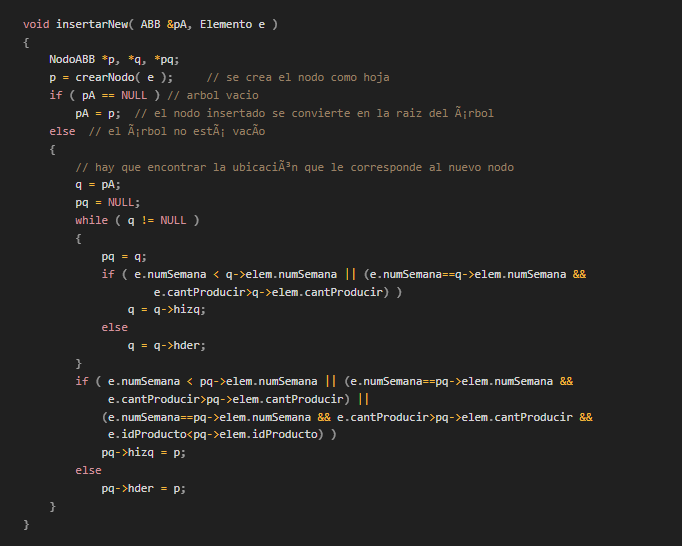 void insertarNew( ABB &pA, Elemento e )
{
    NodoABB *p, *q, *pq;
    p = crearNodo( e );     // se crea el nodo como hoja
    if ( pA == NULL ) // arbol vacio
        pA = p;  // el nodo insertado se convierte en la raiz del Ã¡rbol
    else  // el Ã¡rbol no estÃ¡ vacÃo
    {
        // hay que encontrar la ubicaciÃ³n que le corresponde al nuevo nodo
        q = pA;
        pq = NULL;
        while ( q != NULL )
        {
            pq = q;
            if ( e.numSemana < q->elem.numSemana || (e.numSemana==q->elem.numSemana &&
                    e.cantProducir>q->elem.cantProducir) )
                q = q->hizq;
            else
                q = q->hder;
        }
        if ( e.numSemana < pq->elem.numSemana || (e.numSemana==pq->elem.numSemana &&
             e.cantProducir>pq->elem.cantProducir) ||
            (e.numSemana==pq->elem.numSemana && e.cantProducir>pq->elem.cantProducir &&
             e.idProducto<pq->elem.idProducto) )
            pq->hizq = p;
        else
            pq->hder = p;
    }
}